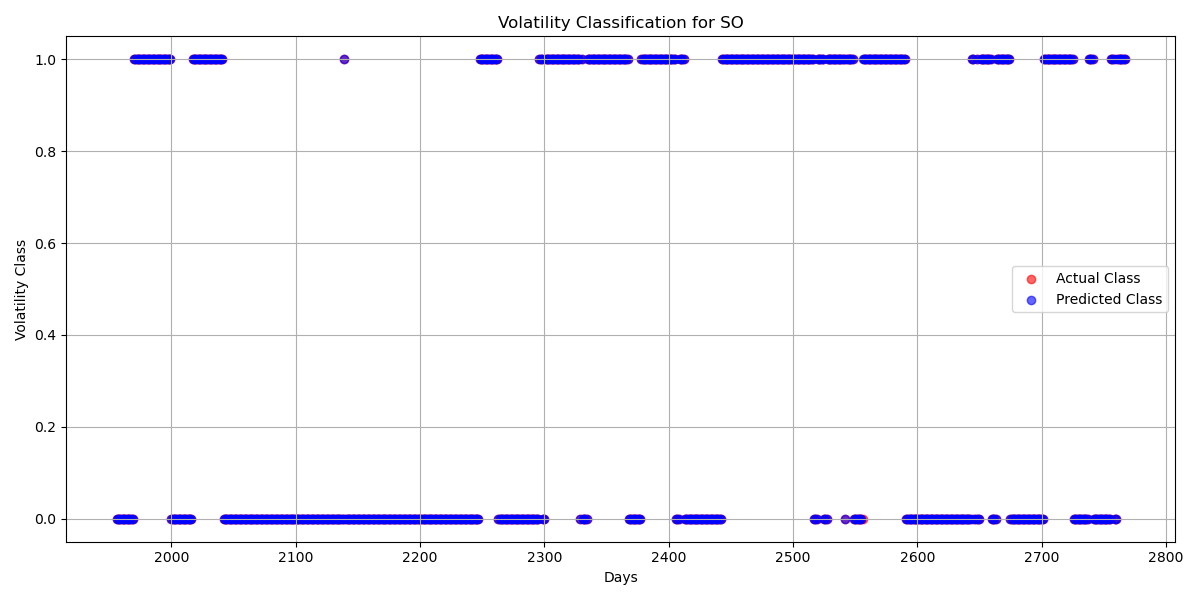 Volatility Classification for SO
1.0
0.8
0.6
0.4
0.2
0.0
Volatility Class
Actual Class
Predicted Class
2000 2100 2200 2300 2400 2500 2600 2700 2800
Days